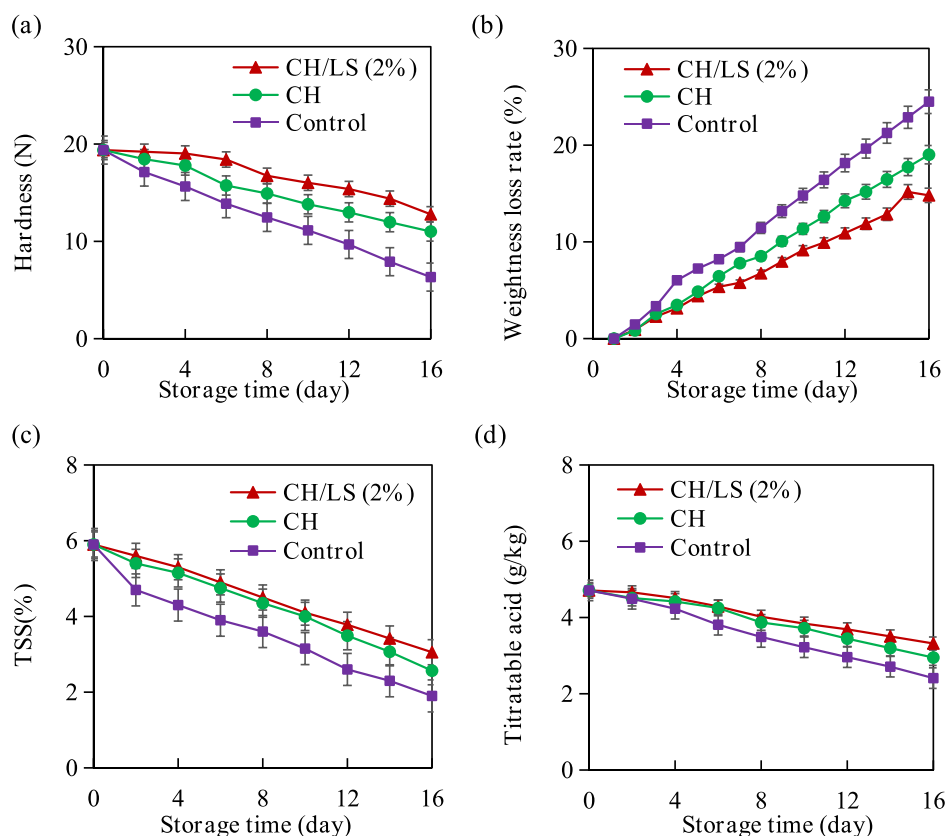 (a)
30
20
10
0
Hardness (N)
CH/LS (2%)
CH
Control
0 4 8 12 16
Storage time (day)
(b)
30
20
10
0
Weightness loss rate (%)
CH/LS (2%)
CH
Control
0 4 8 12 16
Storage time (day)
(c)
8
6
4
2
0
TSS(%)
CH/LS (2%)
CH
Control
0 4 8 12 16
Storage time (day)
(d)
8
6
4
2
0
Titratable acid (g/kg)
CH/LS (2%)
CH
Control
0 4 8 12 16
Storage time (day)